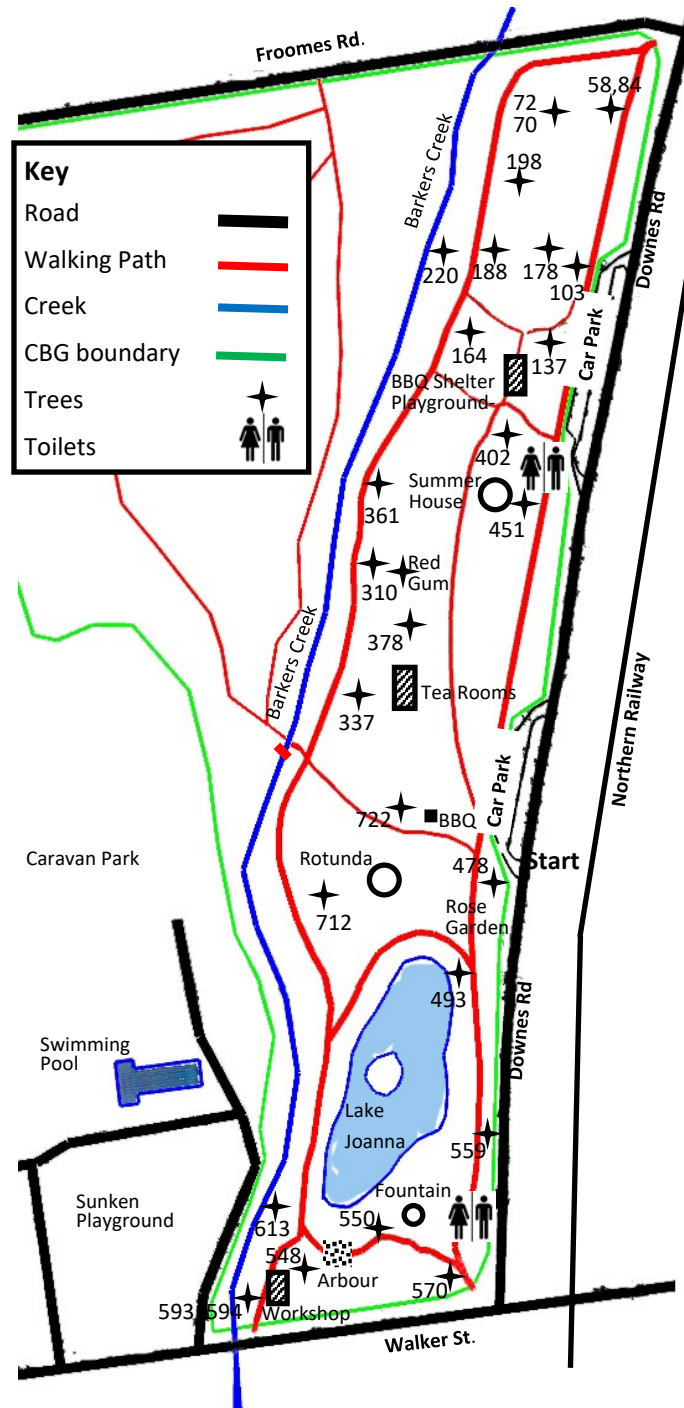 Froomes Rd.
58,84
72
70
198
Barkers Creek
Key
Road
Walking Path
Creek
CBG boundary
Trees
Toilets
Downes Rd
220
188
178
103
Car Park
164
137
BBQ Shelter
Playground-
402
Summer
House
361
451
Red
Gum
310
378
Barkers Creek
Tea Rooms
337
Northern Railway
Car Park
722
BBQ
Caravan Park
Rotunda
478
Start
712
Rose
Garden
493
Downes Rd
Swimming
Pool
Lake
Joanna
559
Sunken
Playground
Fountain
613
550
548
Arbour
570
593,594
Workshop
Walker St.